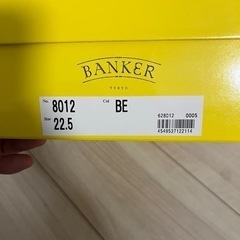 BANKER
TOKYO
No. 8012 Col BE
Size 22.5
628012 0005
4549537122114